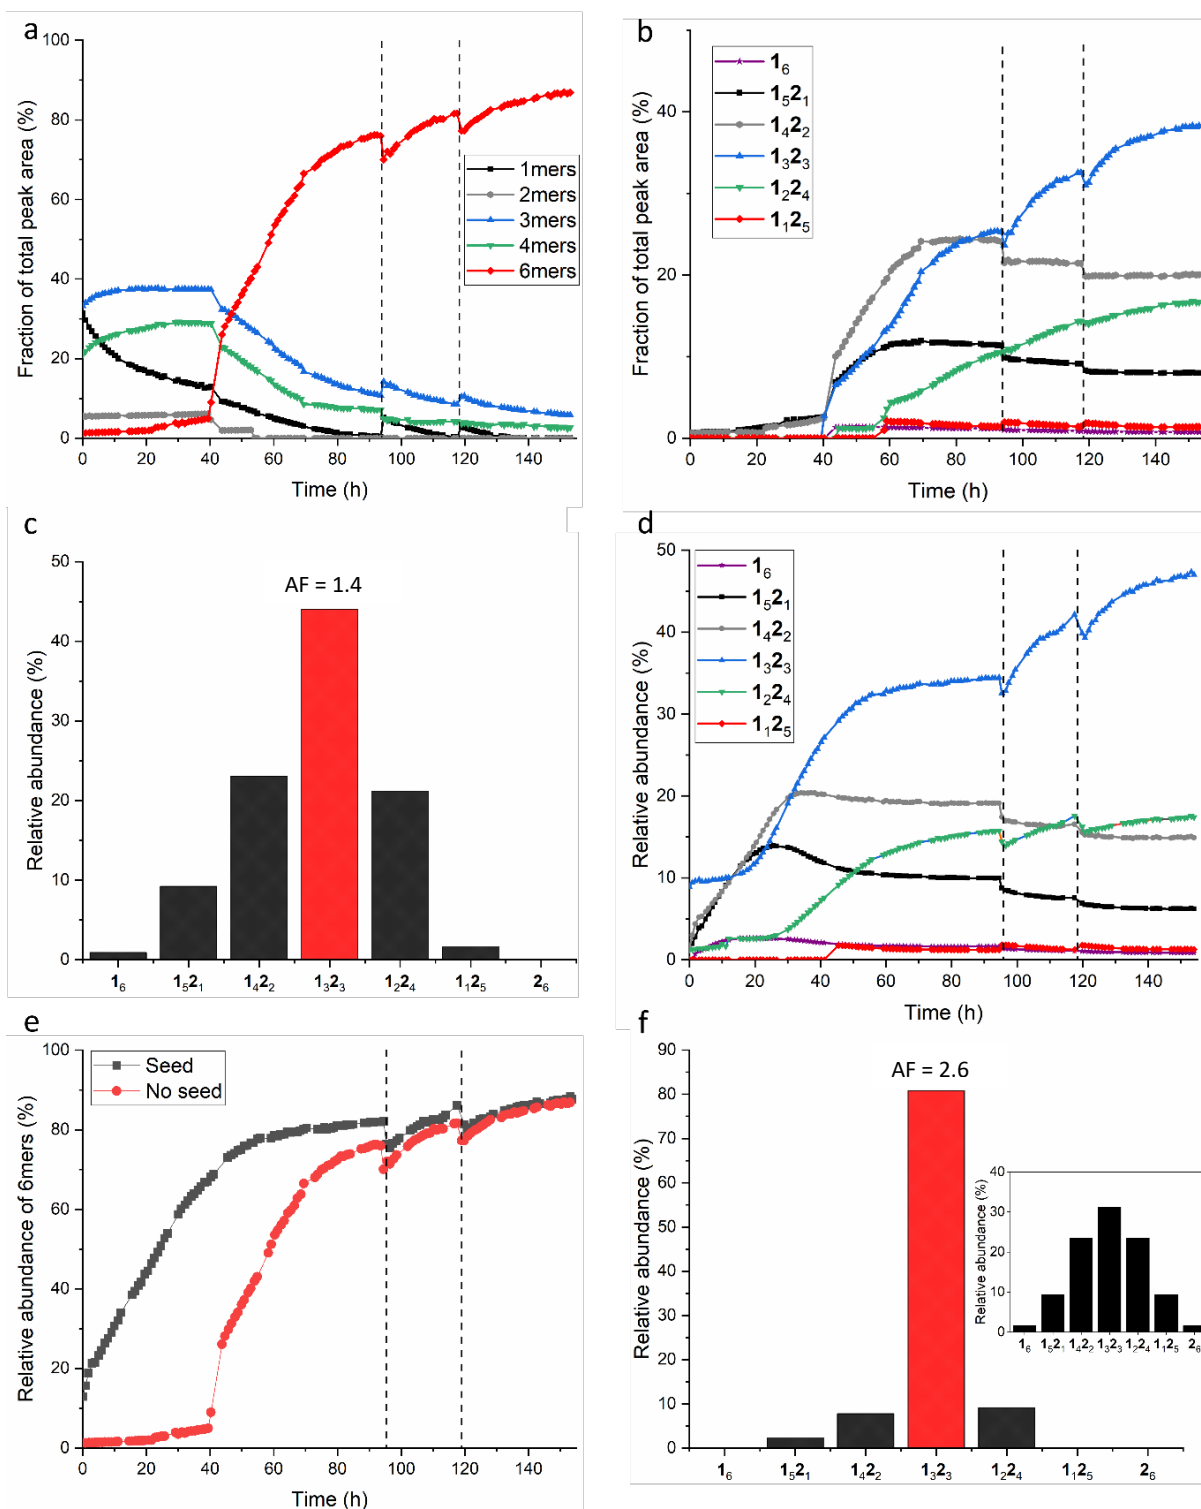 a
100
80
60
40
20
0
Fraction of total peak area (%)
1mers
2mers
3mers
4mers
6mers
0 20 40 60 80 100 120 140
Time (h)
b
40
20
0
Fraction of total peak area (%)
1₆
1₅2₁
1₄2₂
1₃2₃
1₂2₄
1₁2₅
0 20 40 60 80 100 120 140
Time (h)
c
50
40
30
20
10
0
Relative abundance (%)
AF = 1.4
1₆ 1₅2₁ 1₄2₂ 1₃2₃ 1₂2₄ 1₁2₅ 2₆
d
50
40
30
20
10
0
Relative abundance (%)
1₆
1₅2₁
1₄2₂
1₃2₃
1₂2₄
1₁2₅
0 20 40 60 80 100 120 140
Time (h)
e
100
80
60
40
20
0
Relative abundance of 6mers (%)
Seed
No seed
0 20 40 60 80 100 120 140
Time (h)
f
90
80
70
60
50
40
30
20
10
0
Relative abundance (%)
AF = 2.6
1₆ 1₅2₁ 1₄2₂ 1₃2₃ 1₂2₄ 1₁2₅ 2₆
40
30
20
10
0
Relative abundance (%)
1₆ 1₅2₁ 1₄2₂ 1₃2₃ 1₂2₄ 1₁2₅ 2₆